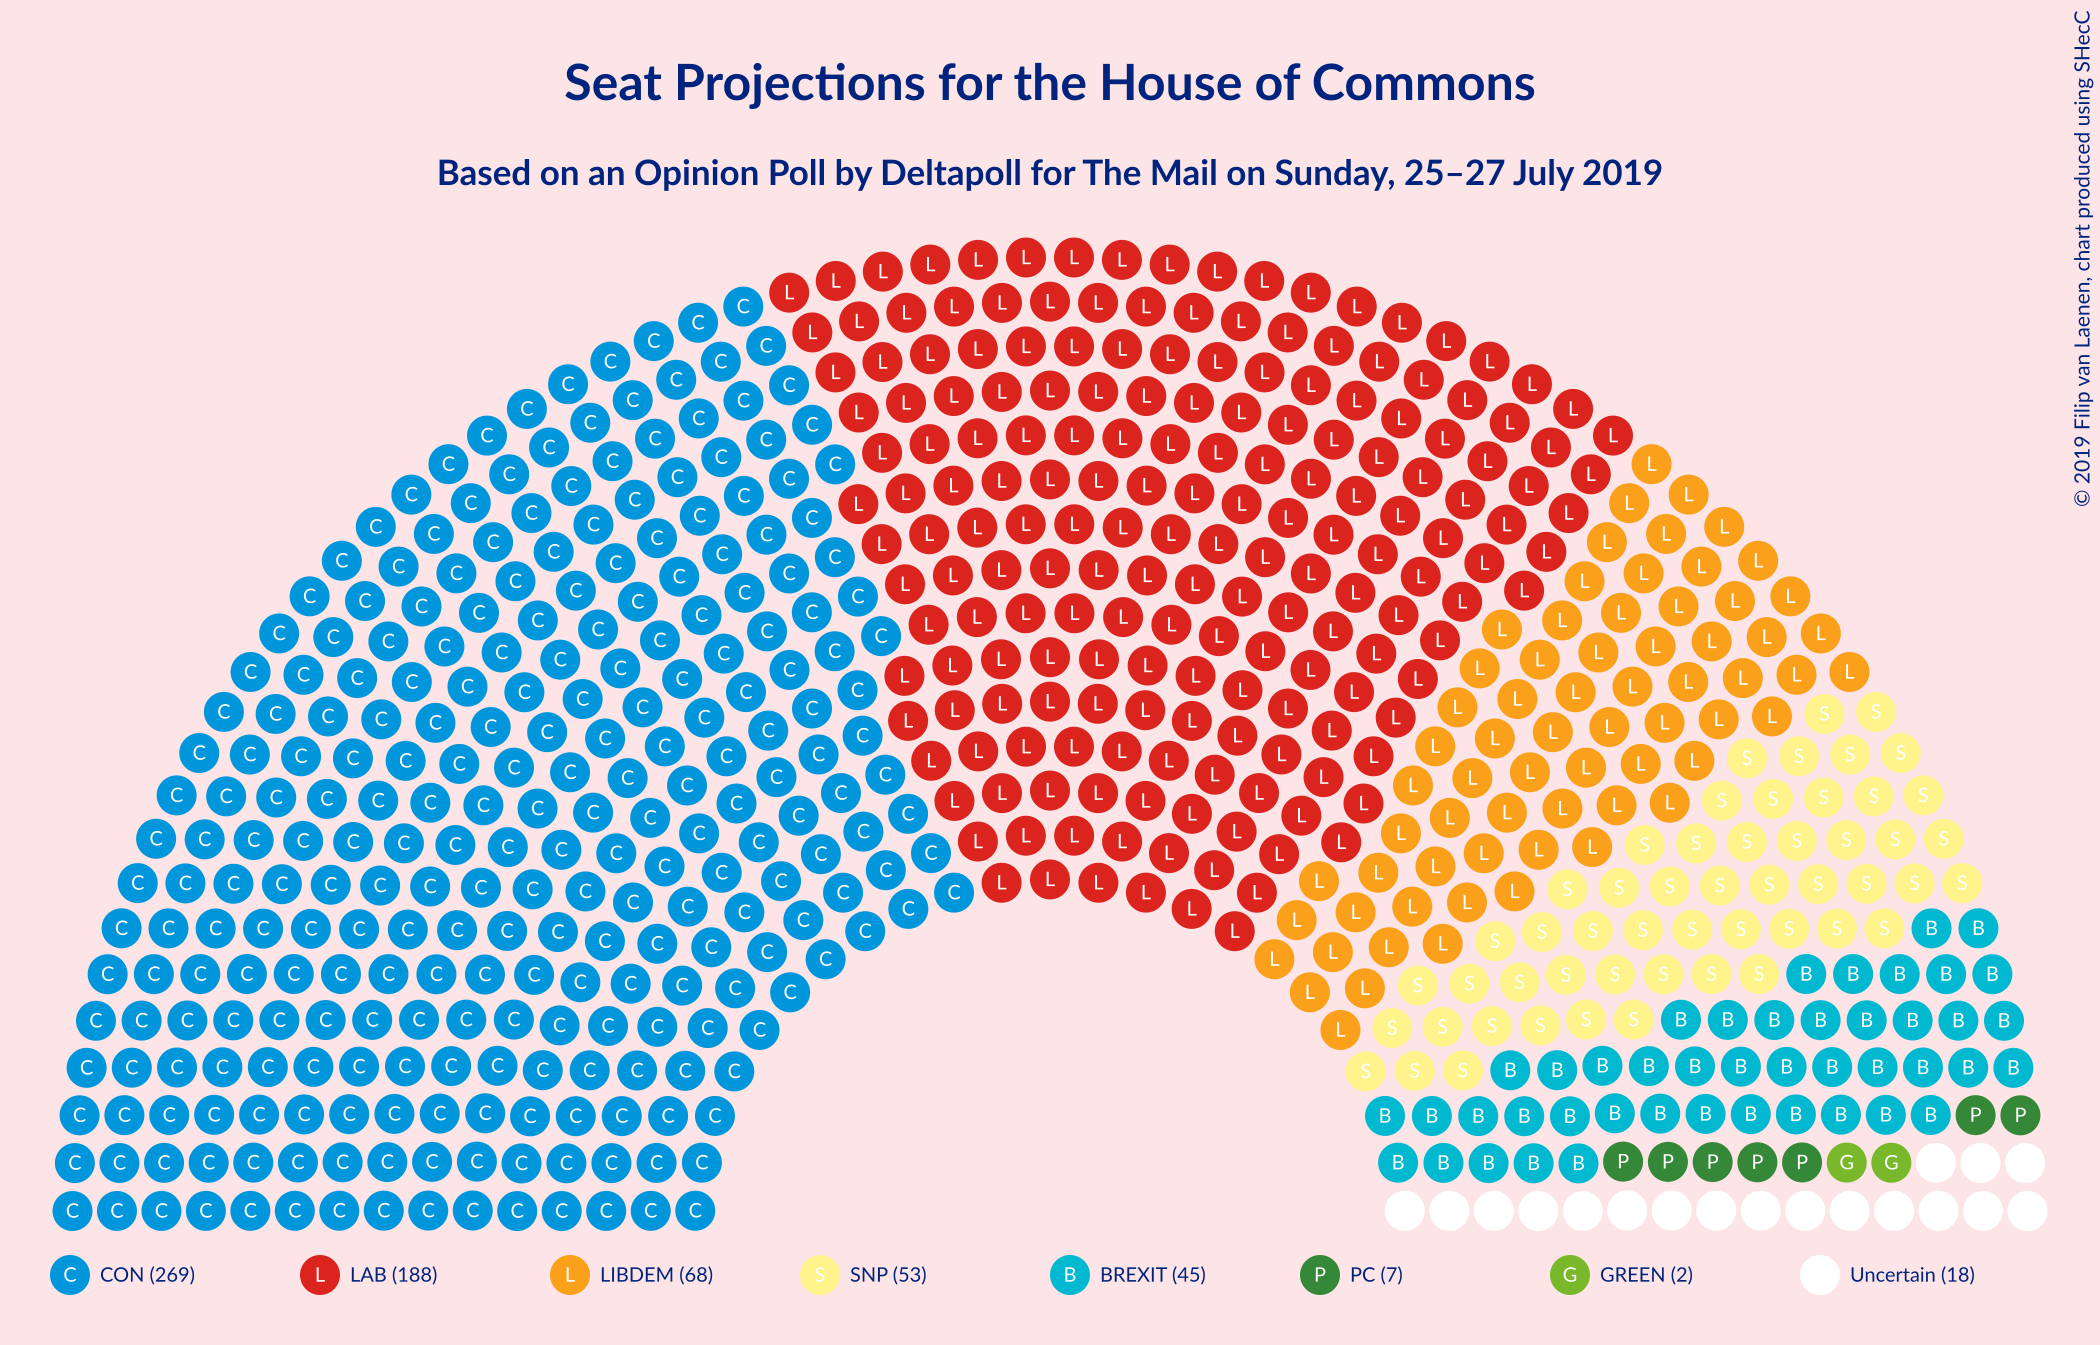 Seat Projections for the House of Commons
Based on an Opinion Poll by Deltapoll for The Mail on Sunday, 25–27 July 2019
© 2019 Filip van Laenen, chart produced using SHecC
C CON (269)
L LAB (188)
L LIBDEM (68)
S SNP (53)
B BREXIT (45)
P PC (7)
G GREEN (2)
Uncertain (18)